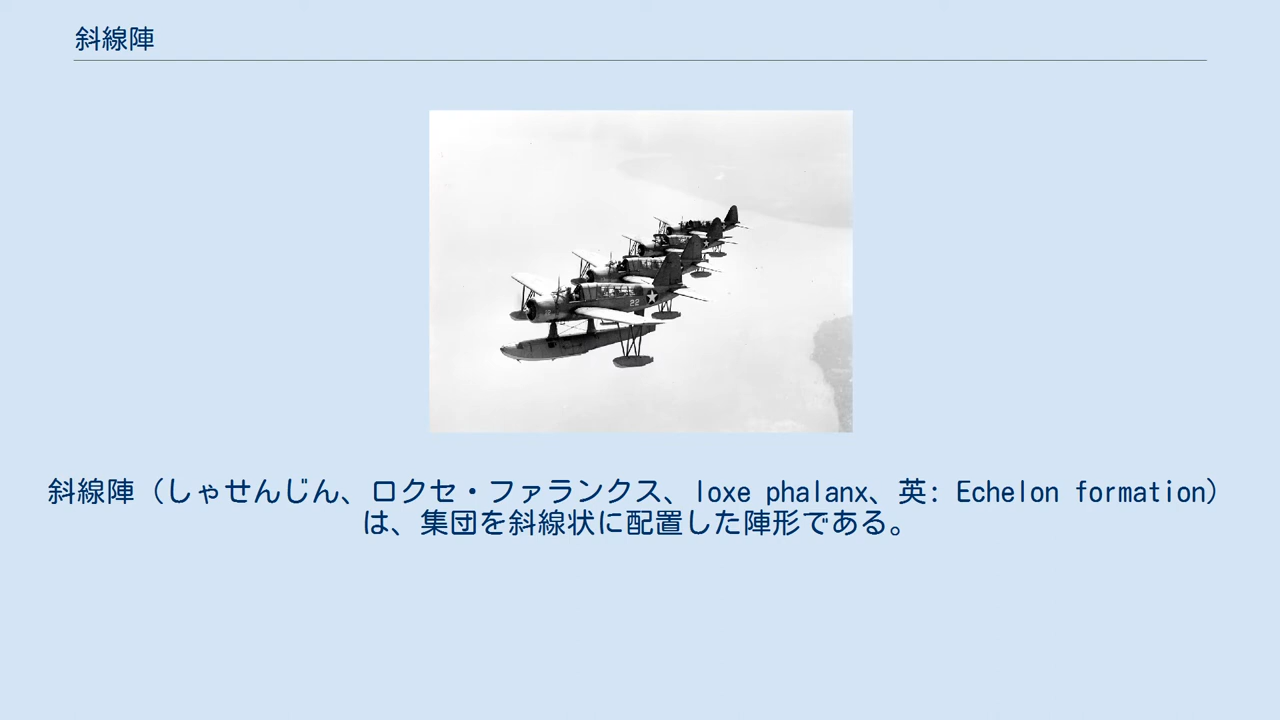 斜線陣
22
斜線陣（しゃせんじん、ロクセ・ファランクス、loxe phalanx、英: Echelon formation）
は、集団を斜線状に配置した陣形である。